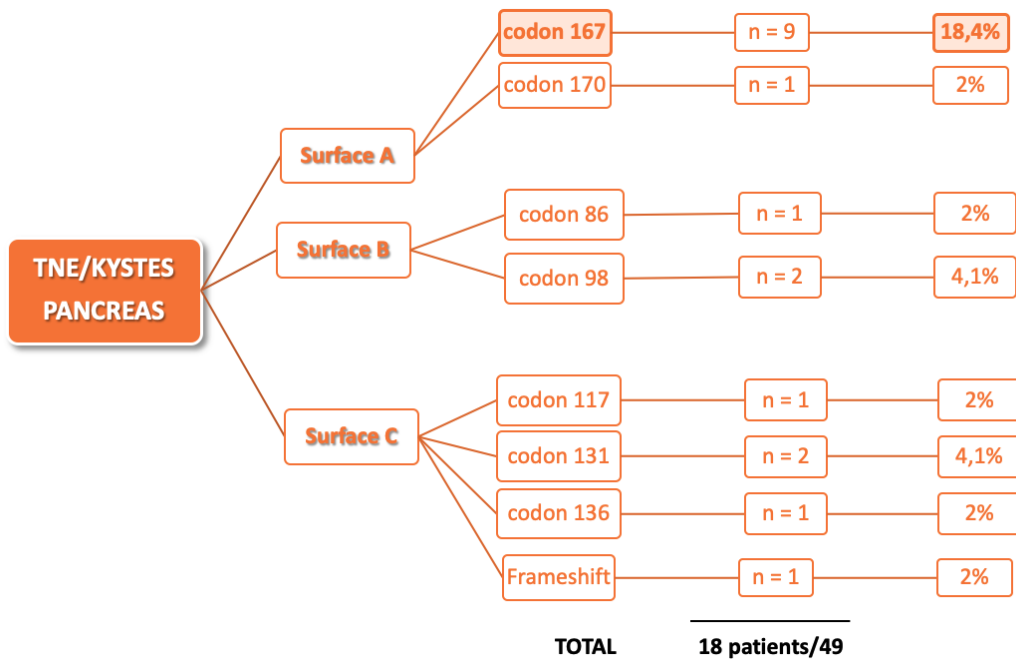 TNE/KYSTES
PANCREAS
Surface A
codon 167 n = 9 18,4%
codon 170 n = 1 2%
Surface B
codon 86 n = 1 2%
codon 98 n = 2 4,1%
Surface C
codon 117 n = 1 2%
codon 131 n = 2 4,1%
codon 136 n = 1 2%
Frameshift n = 1 2%
TOTAL 18 patients/49